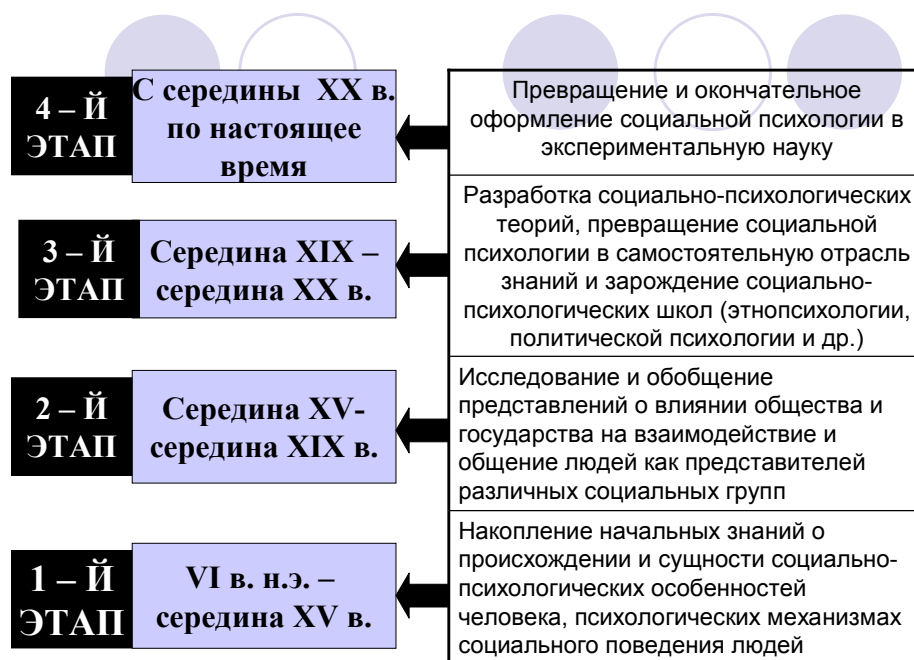 4 – Й
ЭТАП
С середины XX в.
по настоящее
время
Превращение и окончательное
оформление социальной психологии в
экспериментальную науку
3 – Й
ЭТАП
Середина XIX –
середина XX в.
Разработка социально-психологических
теорий, превращение социальной
психологии в самостоятельную отрасль
знаний и зарождение социально-
психологических школ (этнопсихологии,
политической психологии и др.)
2 – Й
ЭТАП
Середина XV-
середина XIX в.
Исследование и обобщение
представлений о влиянии общества и
государства на взаимодействие и
общение людей как представителей
различных социальных групп
1 – Й
ЭТАП
VI в. н.э. –
середина XV в.
Накопление начальных знаний о
происхождении и сущности социально-
психологических особенностей
человека, психологических механизмах
социального поведения людей